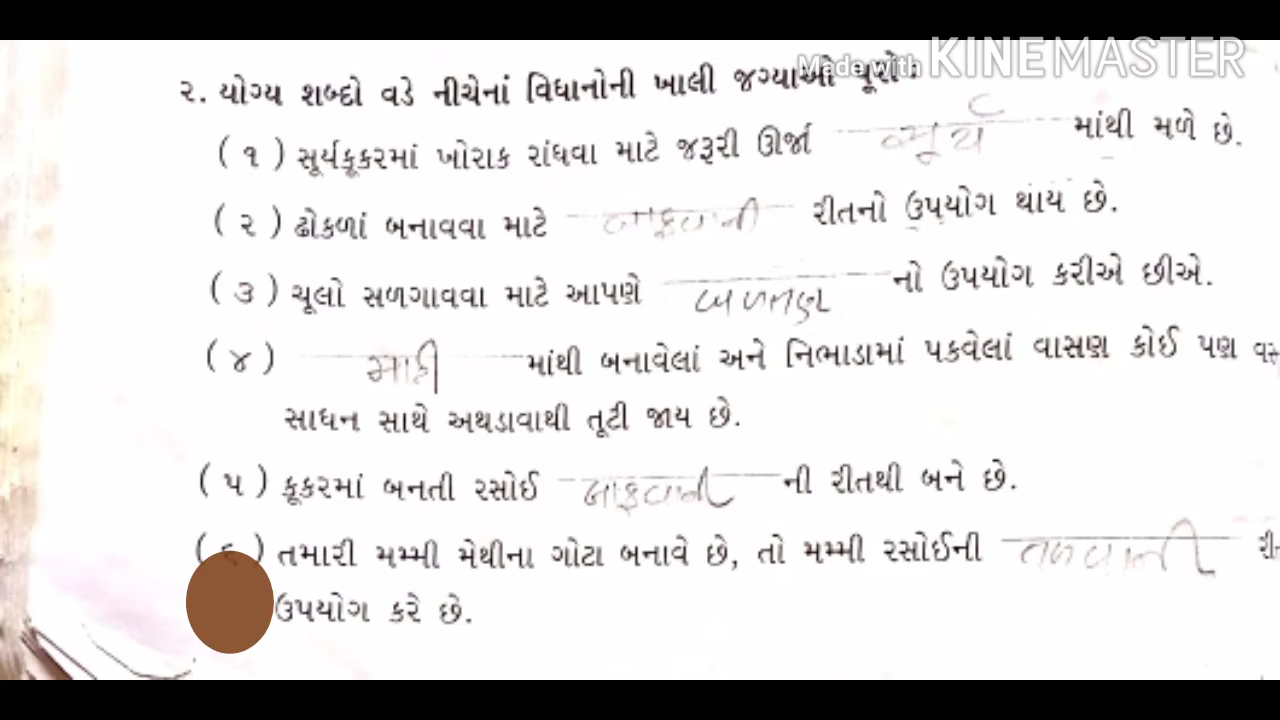 Made with KINEMASTER
૨. યોગ્ય શબ્દો વડે નીચેનાં વિધાનોની ખાલી જગ્યાઓ પૂરો :
( ૧ ) સૂર્યકૂકરમાં ખોરાક રાંધવા માટે જરૂરી ઊર્જા સૂર્ય માંથી મળે છે.
( ૨ ) ઢોકળાં બનાવવા માટે બાફવાની રીતનો ઉપયોગ થાય છે.
( ૩ ) ચૂલો સળગાવવા માટે આપણે બળતણ નો ઉપયોગ કરીએ છીએ.
( ૪ ) માટી માંથી બનાવેલાં અને નિભાડામાં પકવેલાં વાસણ કોઈ પણ
સાધન સાથે અથડાવાથી તૂટી જાય છે.
( ૫ ) કૂકરમાં બનતી રસોઈ બાફવાની ની રીતથી બને છે.
( ૬ ) તમારી મમ્મી મેથીના ગોટા બનાવે છે, તો મમ્મી રસોઈની તળવાની
ઉપયોગ કરે છે.